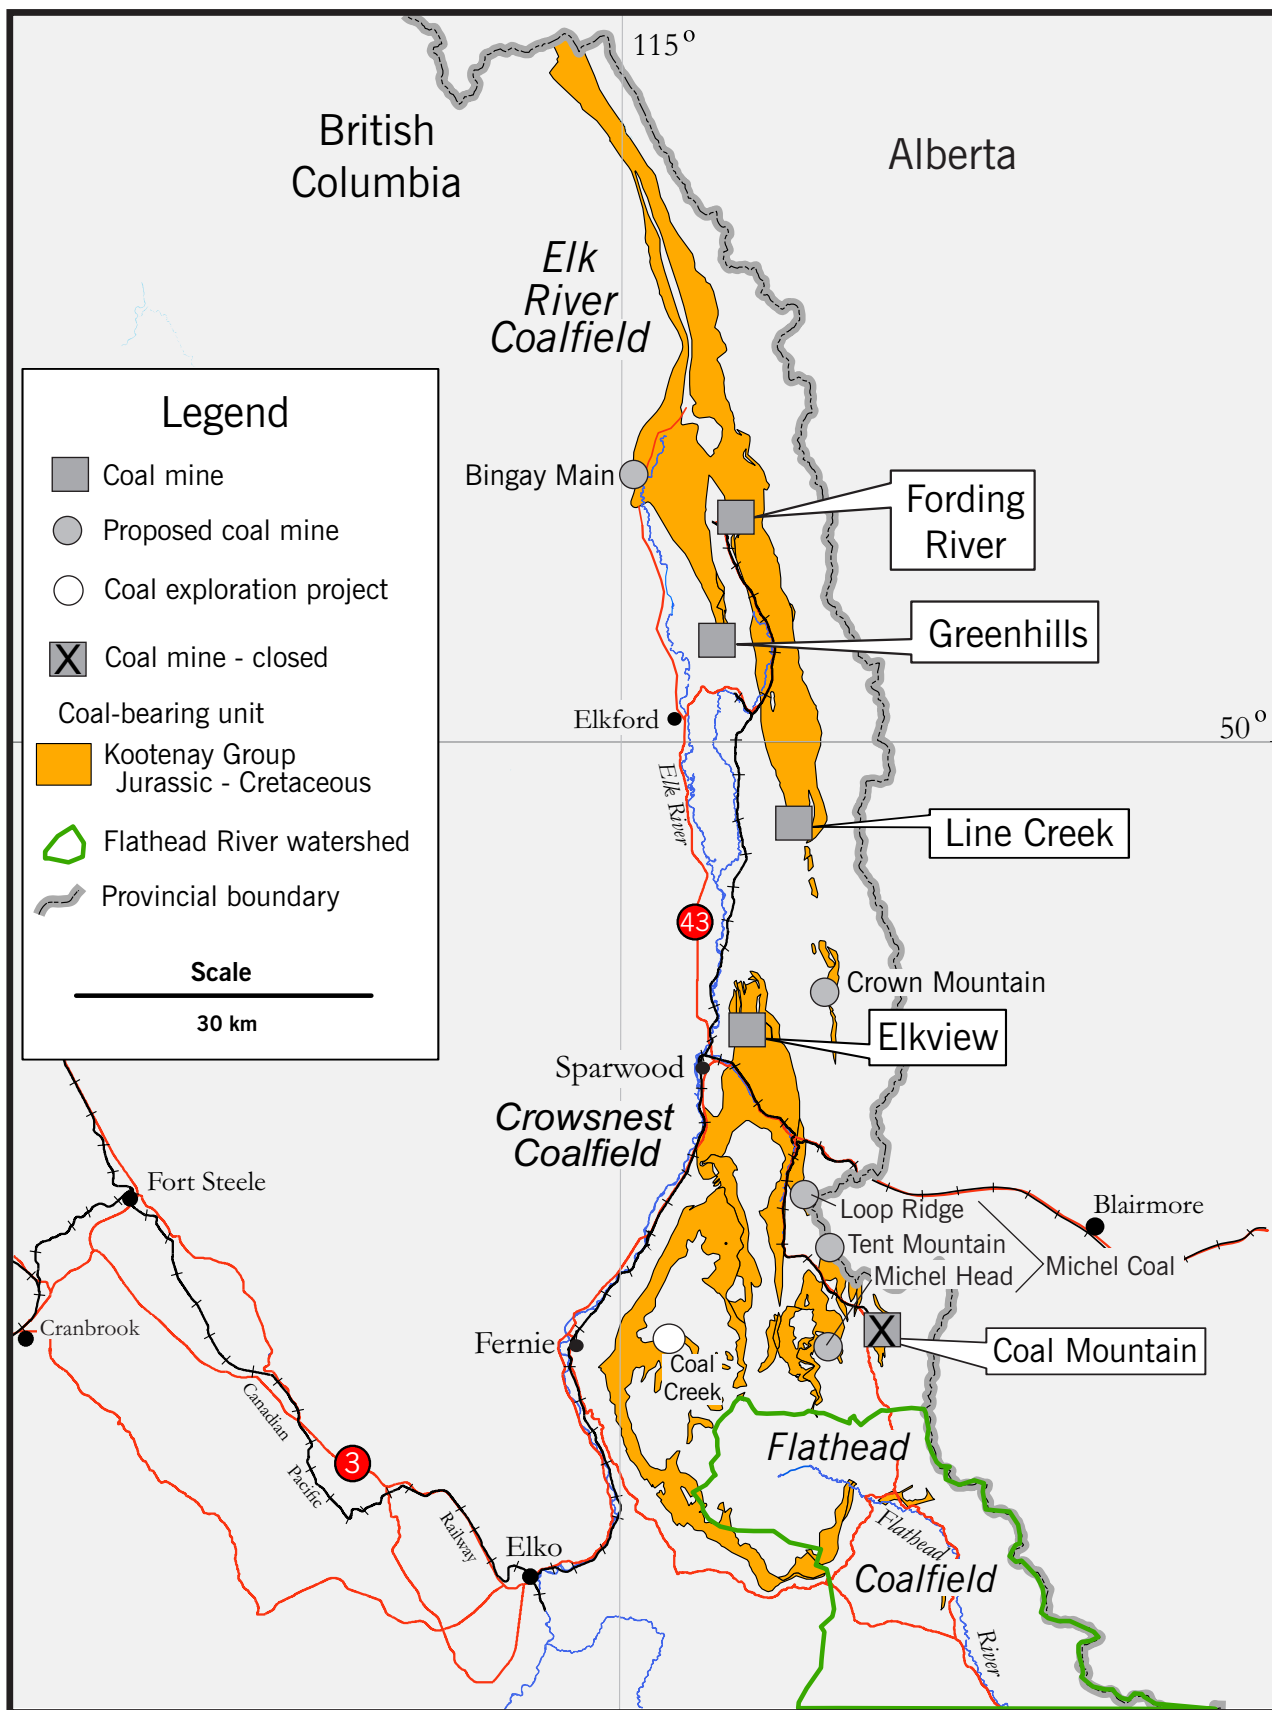 115°
British
Columbia
Alberta
Elk
River
Coalfield
Legend
Coal mine
Proposed coal mine
Coal exploration project
X
Coal mine - closed
Coal-bearing unit
Kootenay Group
Jurassic - Cretaceous
Flathead River watershed
Provincial boundary
Scale
30 km
Bingay Main
Fording
River
Greenhills
Elkford
50°
Elk River
Line Creek
43
Crown Mountain
Elkview
Sparwood
Crowsnest
Coalfield
Fort Steele
Loop Ridge
Blairmore
Tent Mountain
Michel Head
Michel Coal
Cranbrook
Fernie
X
Coal Mountain
Coal
Creek
Canadian
Pacific
Railway
3
Flathead
Flathead
Elko
Coalfield
River